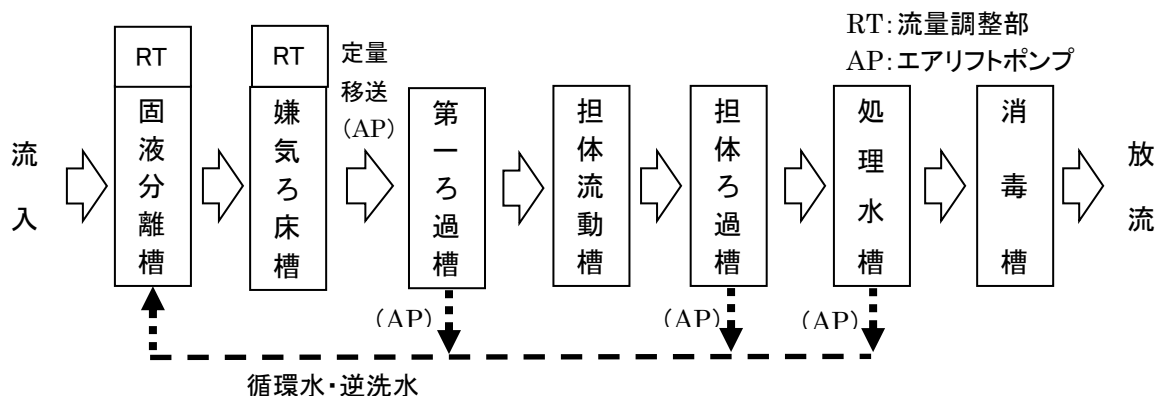 RT:流量調整部
AP:エアリフトポンプ
流入
RT
固液分離槽
RT
嫌気ろ床槽
定量
移送
(AP)
第一ろ過槽
担体流動槽
担体ろ過槽
処理水槽
消毒槽
放流
(AP)
(AP)
(AP)
循環水・逆洗水